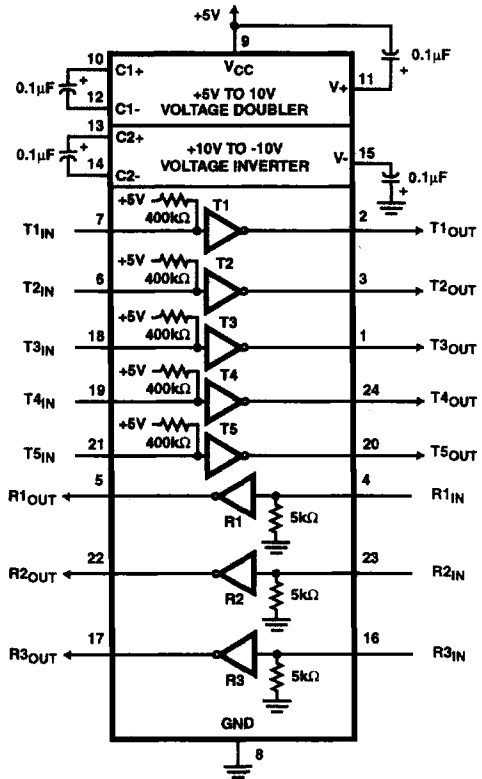 +5V
9
VCC
10
C1+
0.1µF
+
12
C1-
+5V TO 10V
VOLTAGE DOUBLER
V+
11
0.1µF
+
13
C2+
0.1µF
+
14
C2-
+10V TO -10V
VOLTAGE INVERTER
V-
15
0.1µF
+
+5V
400kΩ
T1
T1IN
7
2
T1OUT
+5V
400kΩ
T2
T2IN
6
3
T2OUT
+5V
400kΩ
T3
T3IN
18
1
T3OUT
+5V
400kΩ
T4
T4IN
19
24
T4OUT
+5V
400kΩ
T5
T5IN
21
20
T5OUT
R1OUT
5
4
R1IN
R1
5kΩ
R2OUT
22
23
R2IN
R2
5kΩ
R3OUT
17
16
R3IN
R3
5kΩ
GND
8